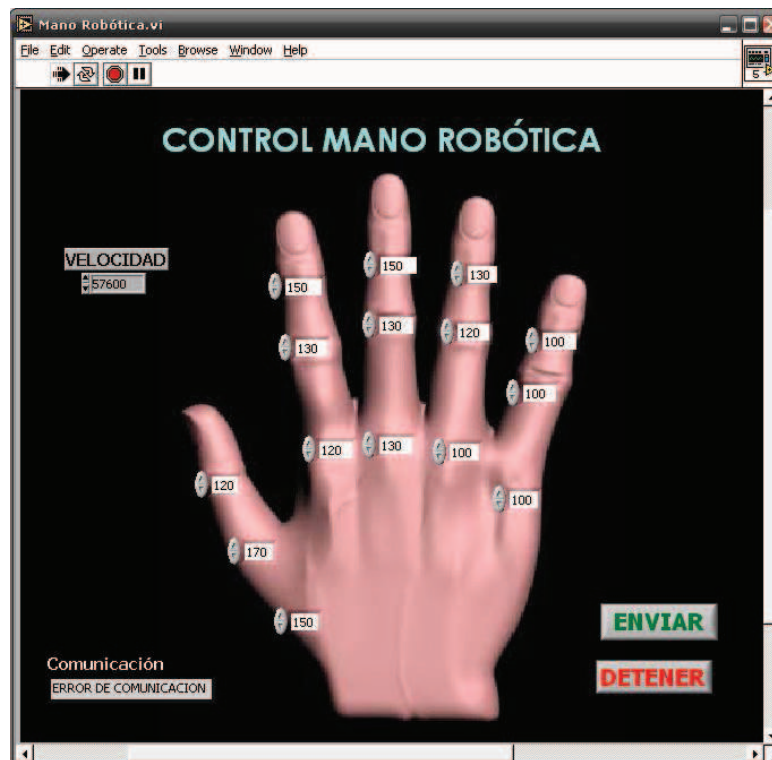 Mano Robótica.vi
File Edit Operate Tools Browse Window Help
5
CONTROL MANO ROBÓTICA
VELOCIDAD
57600
150
150
130
130
130
120
100
100
120
130
100
100
120
170
150
ENVIAR
Comunicación
DETENER
ERROR DE COMUNICACION